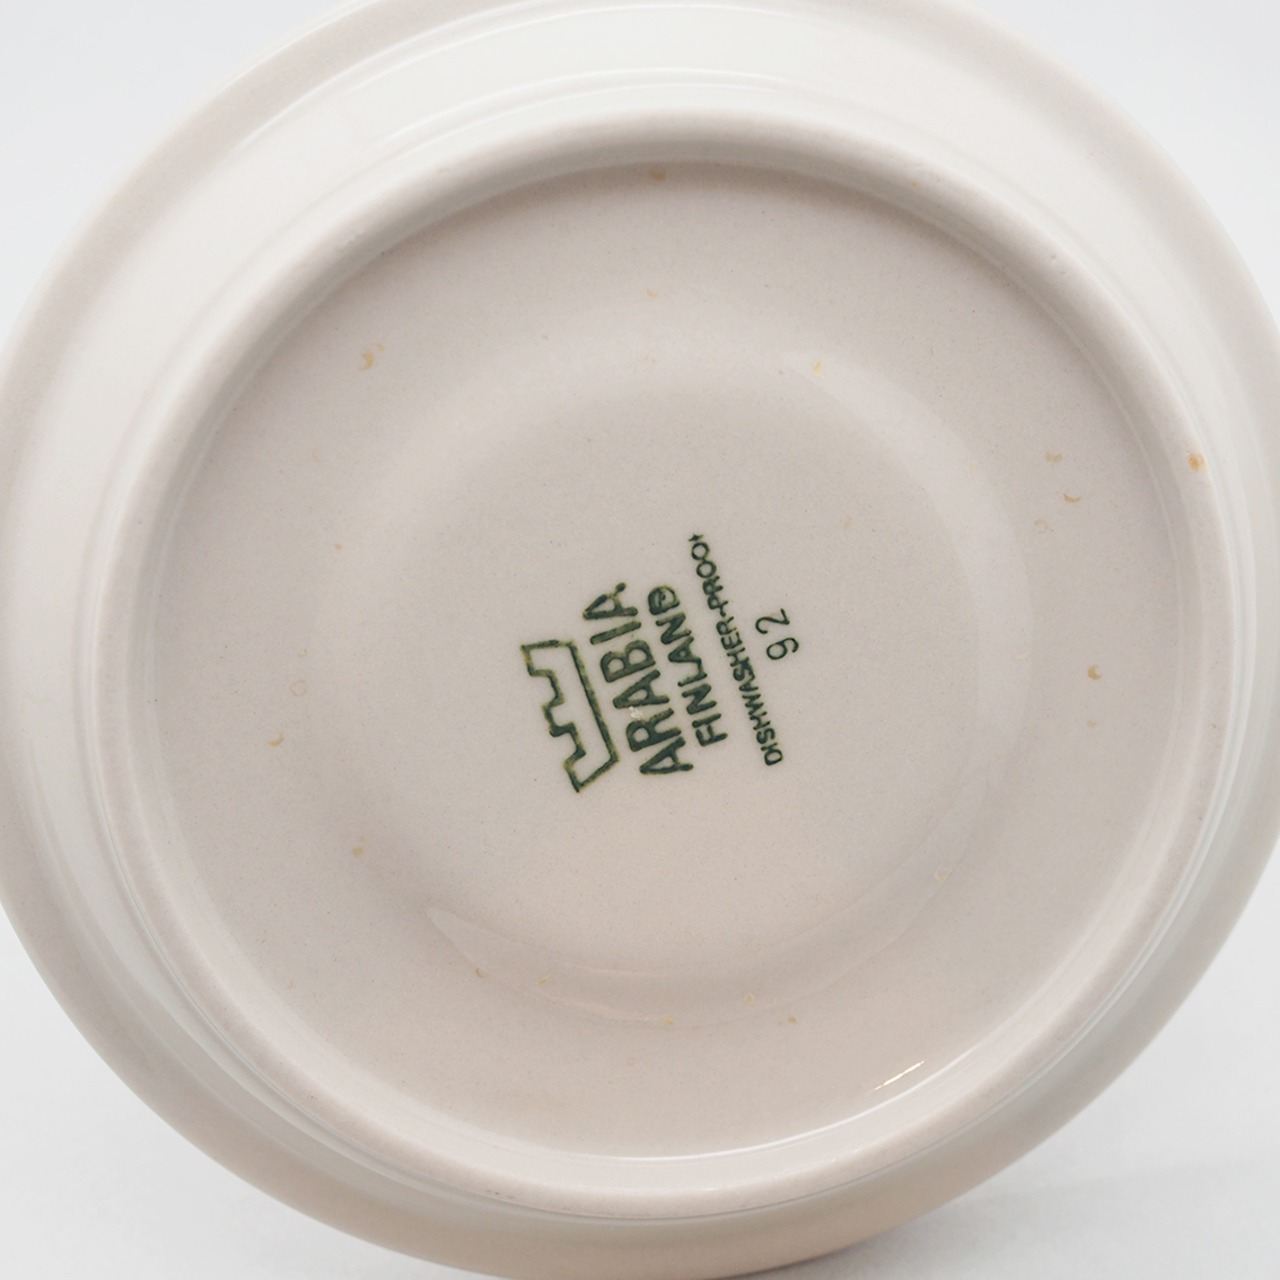 ARABIA
FINLAND®
DISHWASHER-PROOF
92